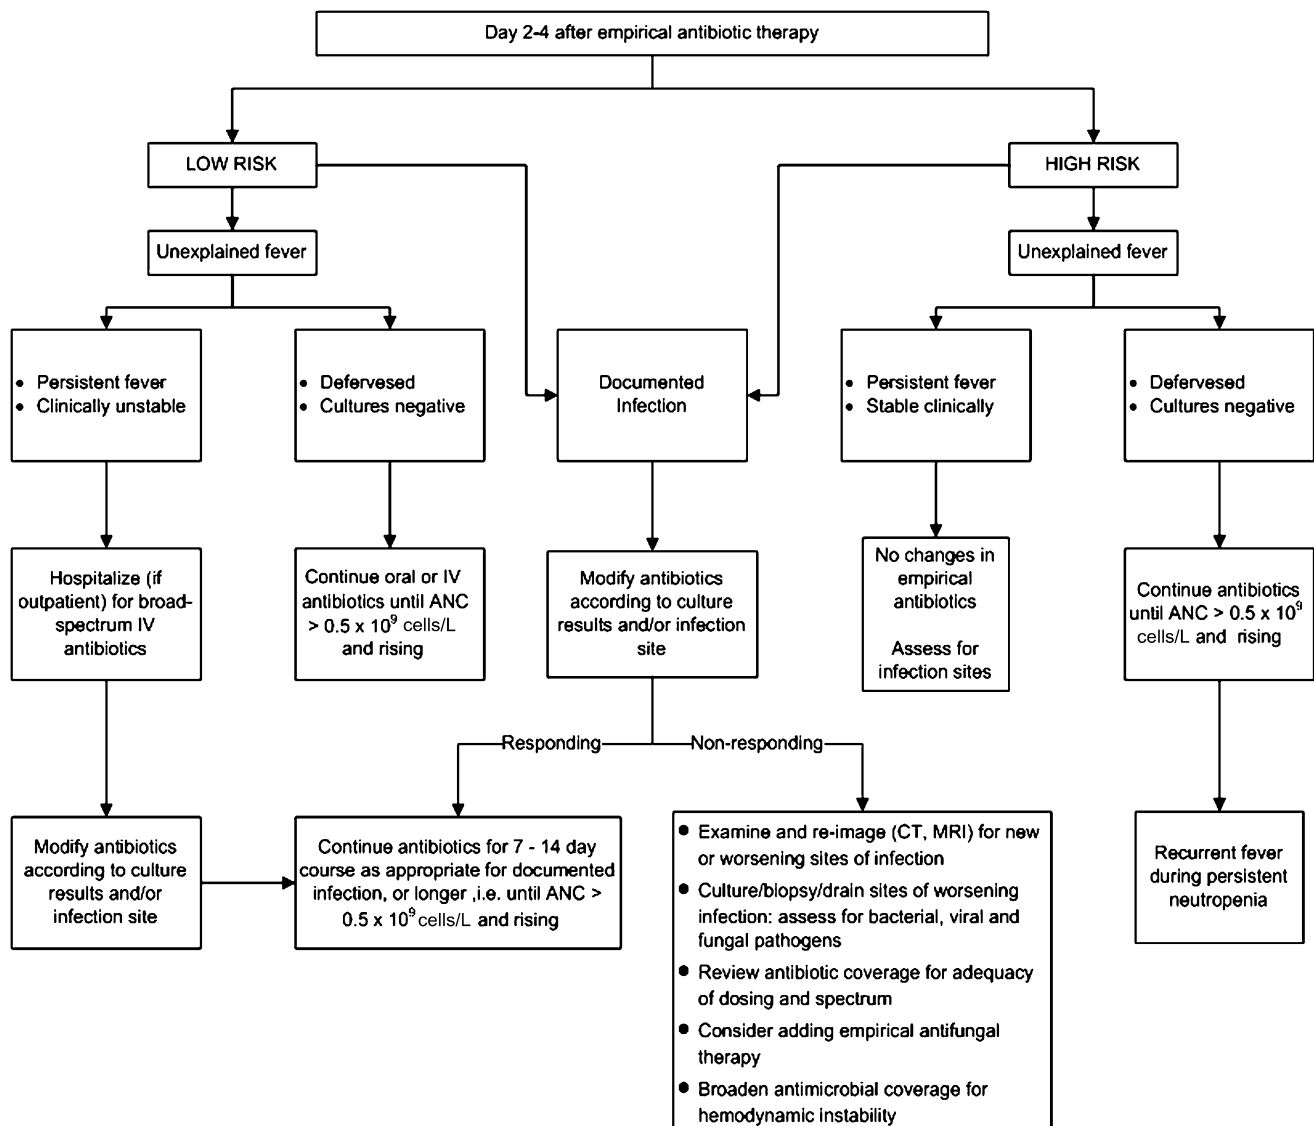 Day 2-4 after empirical antibiotic therapy
LOW RISK
HIGH RISK
Unexplained fever
Unexplained fever
• Persistent fever
• Clinically unstable
• Defervesed
• Cultures negative
Documented
Infection
• Persistent fever
• Stable clinically
• Defervesed
• Cultures negative
Hospitalize (if
outpatient) for broad-
spectrum IV
antibiotics
Continue oral or IV
antibiotics until ANC
> 0.5 x 10⁹ cells/L
and rising
Modify antibiotics
according to culture
results and/or infection
site
No changes in
empirical
antibiotics
Assess for
infection sites
Continue antibiotics
until ANC > 0.5 x 10⁹
cells/L and rising
Responding
Non-responding
Modify antibiotics
according to culture
results and/or
infection site
Continue antibiotics for 7 - 14 day
course as appropriate for documented
infection, or longer ,i.e. until ANC >
0.5 x 10⁹ cells/L and rising
• Examine and re-image (CT, MRI) for new
or worsening sites of infection
• Culture/biopsy/drain sites of worsening
infection: assess for bacterial, viral and
fungal pathogens
• Review antibiotic coverage for adequacy
of dosing and spectrum
• Consider adding empirical antifungal
therapy
• Broaden antimicrobial coverage for
hemodynamic instability
Recurrent fever
during persistent
neutropenia